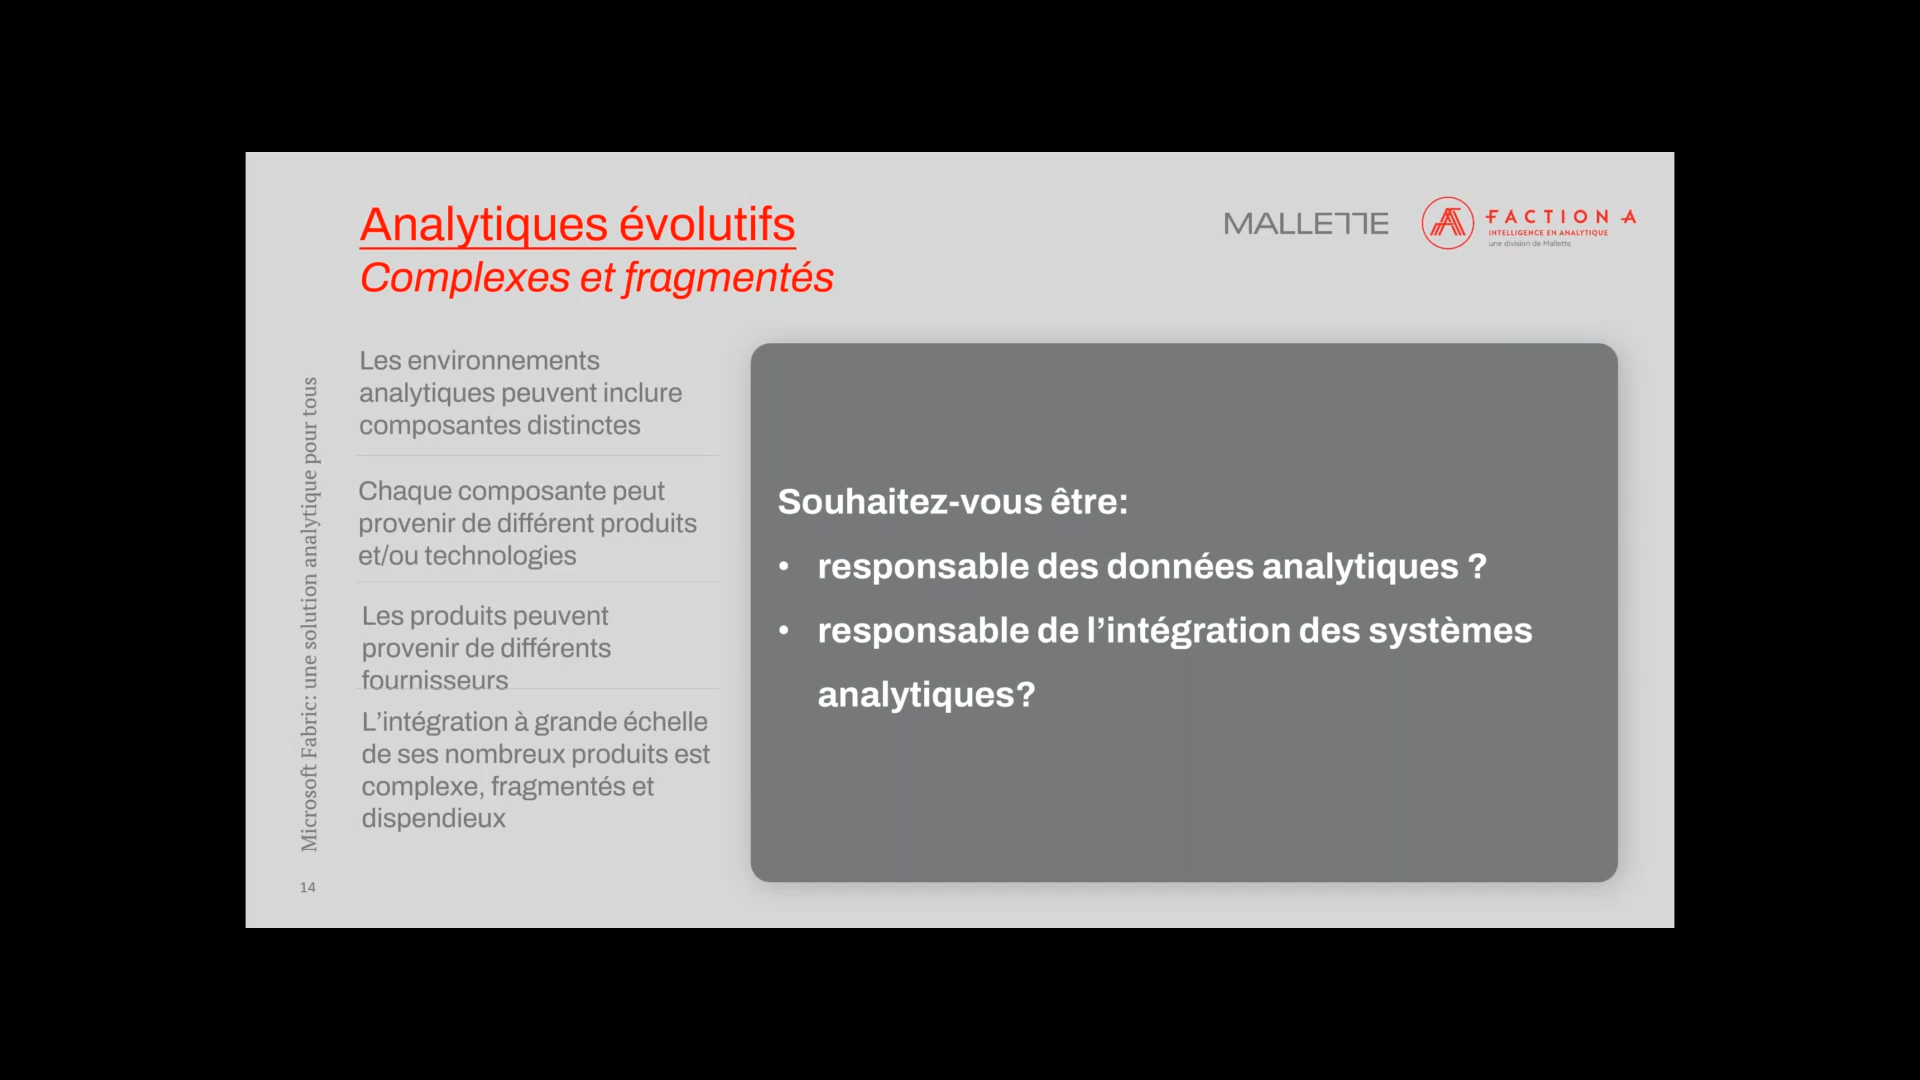 Analytiques évolutifs
Complexes et fragmentés
MALLETTE
FACTION A
INTELLIGENCE EN ANALYTIQUE
une division de Mallette
Les environnements
analytiques peuvent inclure
composantes distinctes
Chaque composante peut
provenir de différent produits
et/ou technologies
Les produits peuvent
provenir de différents
fournisseurs
L’intégration à grande échelle
de ses nombreux produits est
complexe, fragmentés et
dispendieux
Souhaitez-vous être:
• responsable des données analytiques ?
• responsable de l’intégration des systèmes
analytiques?
Microsoft Fabric: une solution analytique pour tous
14